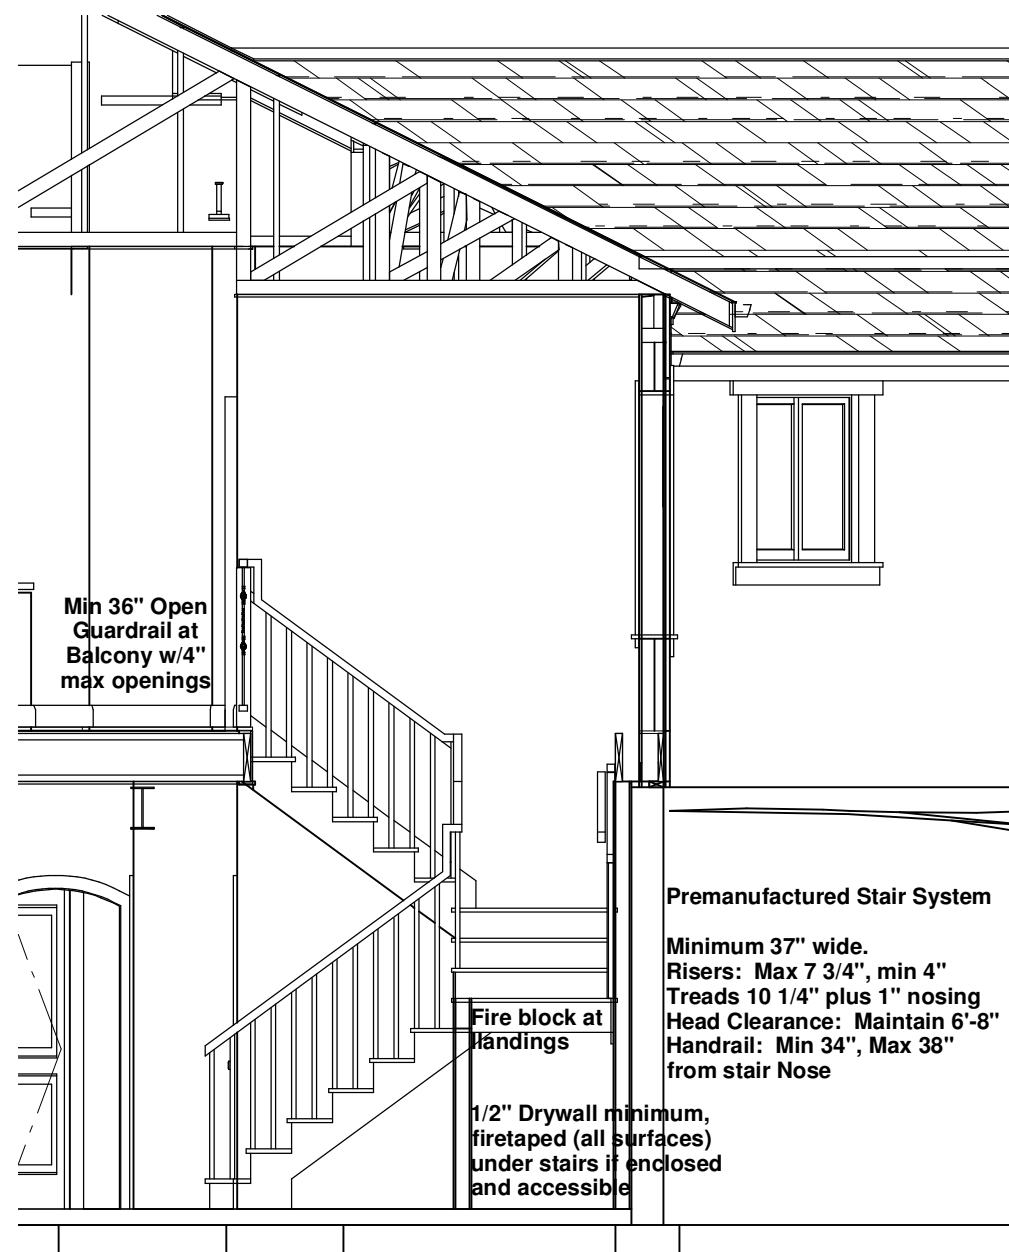 Min 36" Open
Guardrail at
Balcony w/4"
max openings
Premanufactured Stair System
Minimum 37" wide.
Risers:  Max 7 3/4", min 4"
Treads 10 1/4" plus 1" nosing
Head Clearance:  Maintain 6'-8"
Handrail:  Min 34", Max 38"
from stair Nose
Fire block at
landings
1/2" Drywall minimum,
firetaped (all surfaces)
under stairs if enclosed
and accessible